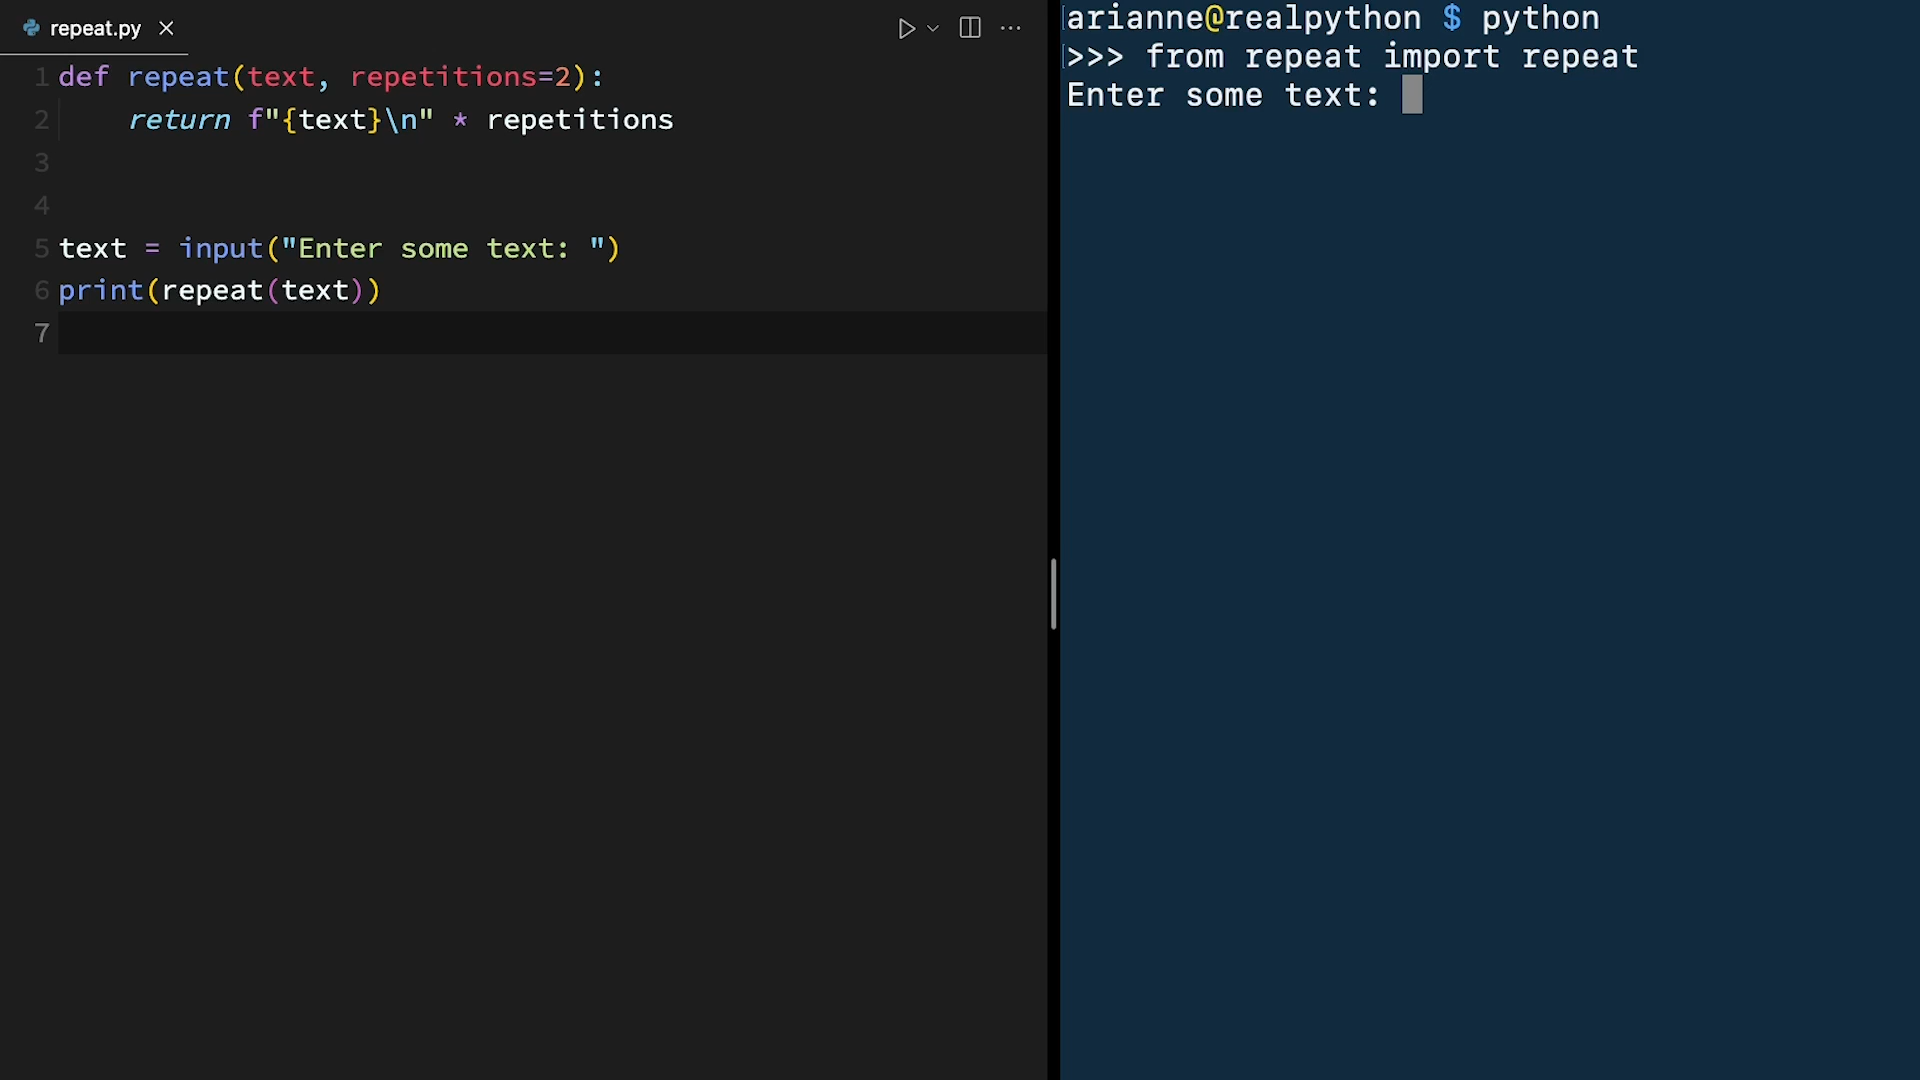 repeat.py
1 def repeat(text, repetitions=2):
2     return f"{text}\n" * repetitions
3
4
5 text = input("Enter some text: ")
6 print(repeat(text))
7
arianne@realpython $ python
>>> from repeat import repeat
Enter some text: